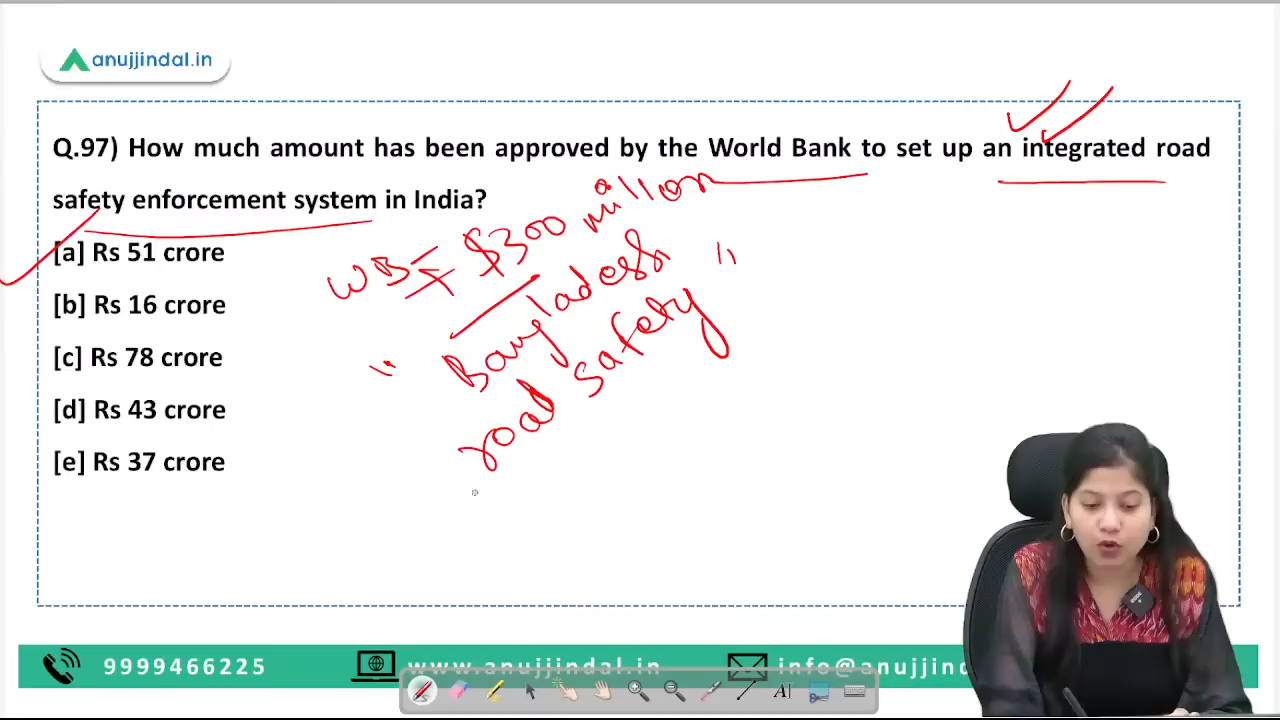 anujjindal.in
Q.97) How much amount has been approved by the World Bank to set up an integrated road
safety enforcement system in India?
[a] Rs 51 crore
[b] Rs 16 crore
[c] Rs 78 crore
[d] Rs 43 crore
[e] Rs 37 crore
WB = $300 million
" Bangladesh
road safety "
9999466225
www.anujjindal.in
info@anujjin